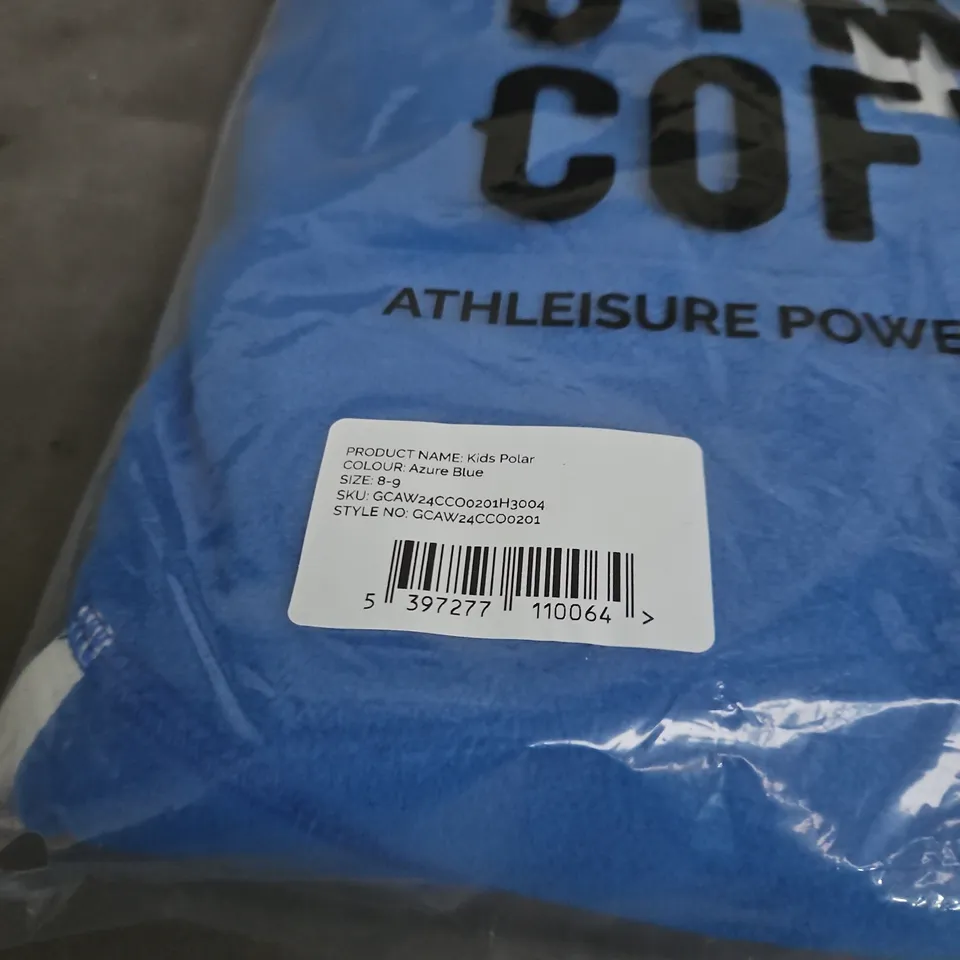 COF
ATHLEISURE POWE
PRODUCT NAME: Kids Polar
COLOUR: Azure Blue
SIZE: 8-9
SKU: GCAW24CCO0201H3004
STYLE NO: GCAW24CCO0201
5 397277 110064 >